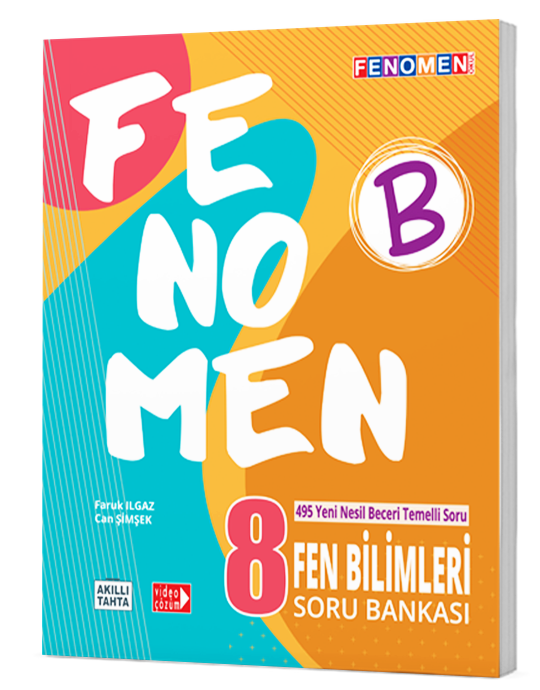 FENOMEN OKUL
FE
NO
MEN
B
Faruk ILGAZ
Can ŞİMŞEK
495 Yeni Nesil Beceri Temelli Soru
8
FEN BİLİMLERİ
SORU BANKASI
AKILLI
TAHTA
video
çözüm